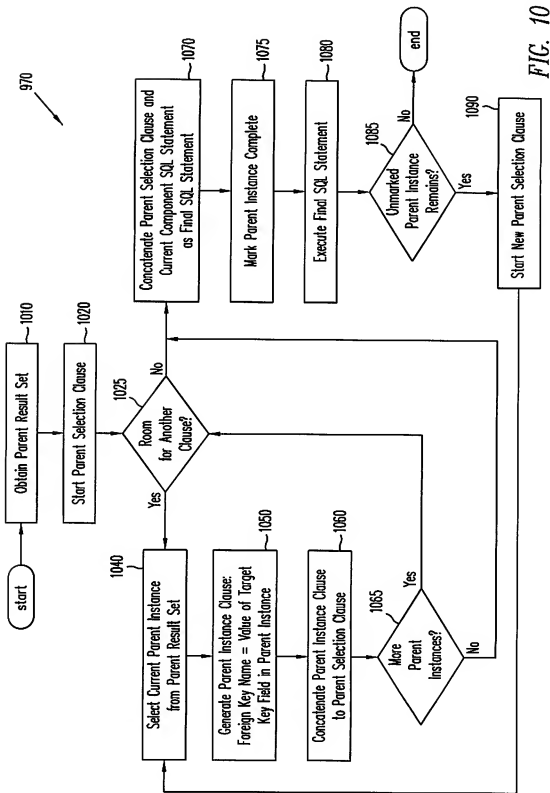 970
start
Obtain Parent Result Set
1010
Start Parent Selection Clause
1020
Room
for Another
Clause?
1025
Yes
No
Select Current Parent Instance
from Parent Result Set
1040
Generate Parent Instance Clause:
Foreign Key Name = Value of Target
Key Field in Parent Instance
1050
Concatenate Parent Instance Clause
to Parent Selection Clause
1060
More
Parent
Instances?
1065
Yes
No
Concatenate Parent Selection Clause and
Current Component SQL Statement
as Final SQL Statement
1070
Mark Parent Instance Complete
1075
Execute Final SQL Statement
1080
Unmarked
Parent Instance
Remains?
1085
No
end
Yes
Start New Parent Selection Clause
1090
FIG. 10